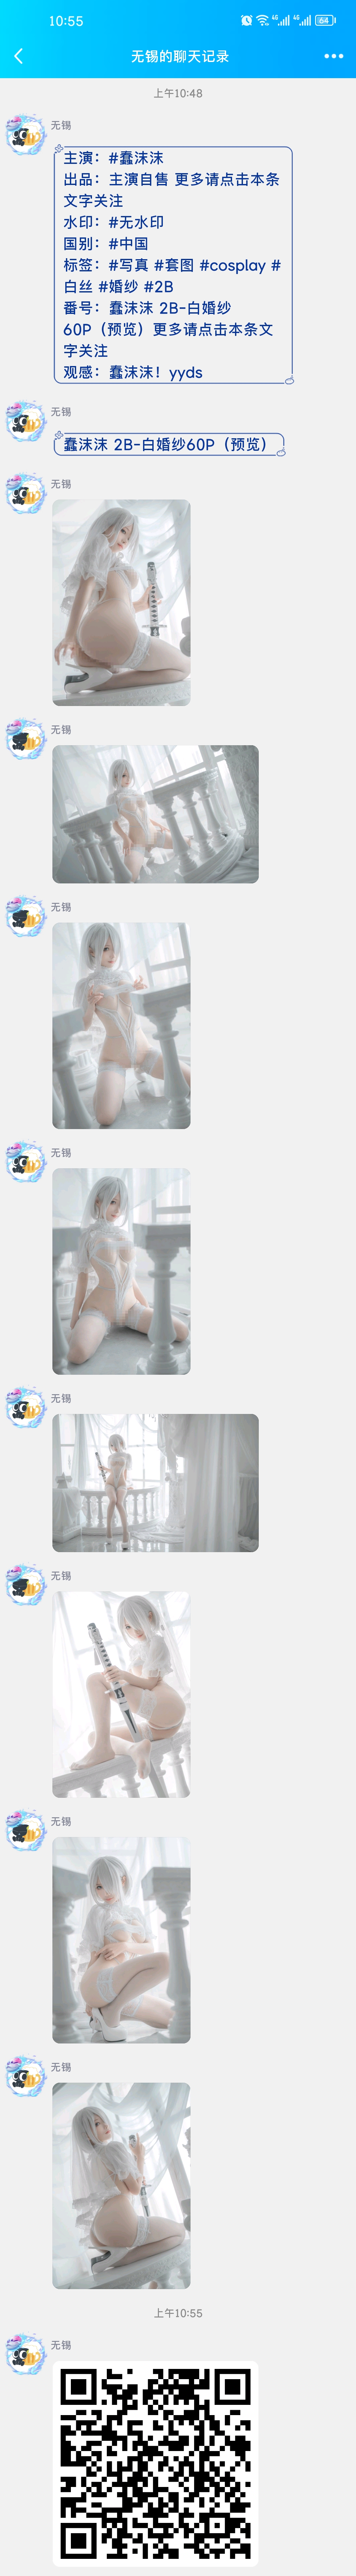 10:55
4G
4G
64
无锡的聊天记录
上午10:48
无锡
主演：#蠢沫沫
出品：主演自售 更多请点击本条
文字关注
水印：#无水印
国别：#中国
标签：#写真 #套图 #cosplay #
白丝 #婚纱 #2B
番号：蠢沫沫 2B-白婚纱
60P（预览）更多请点击本条文
字关注
观感：蠢沫沫！yyds
无锡
蠢沫沫 2B-白婚纱60P（预览）
无锡
无锡
无锡
无锡
无锡
无锡
无锡
无锡
上午10:55
无锡